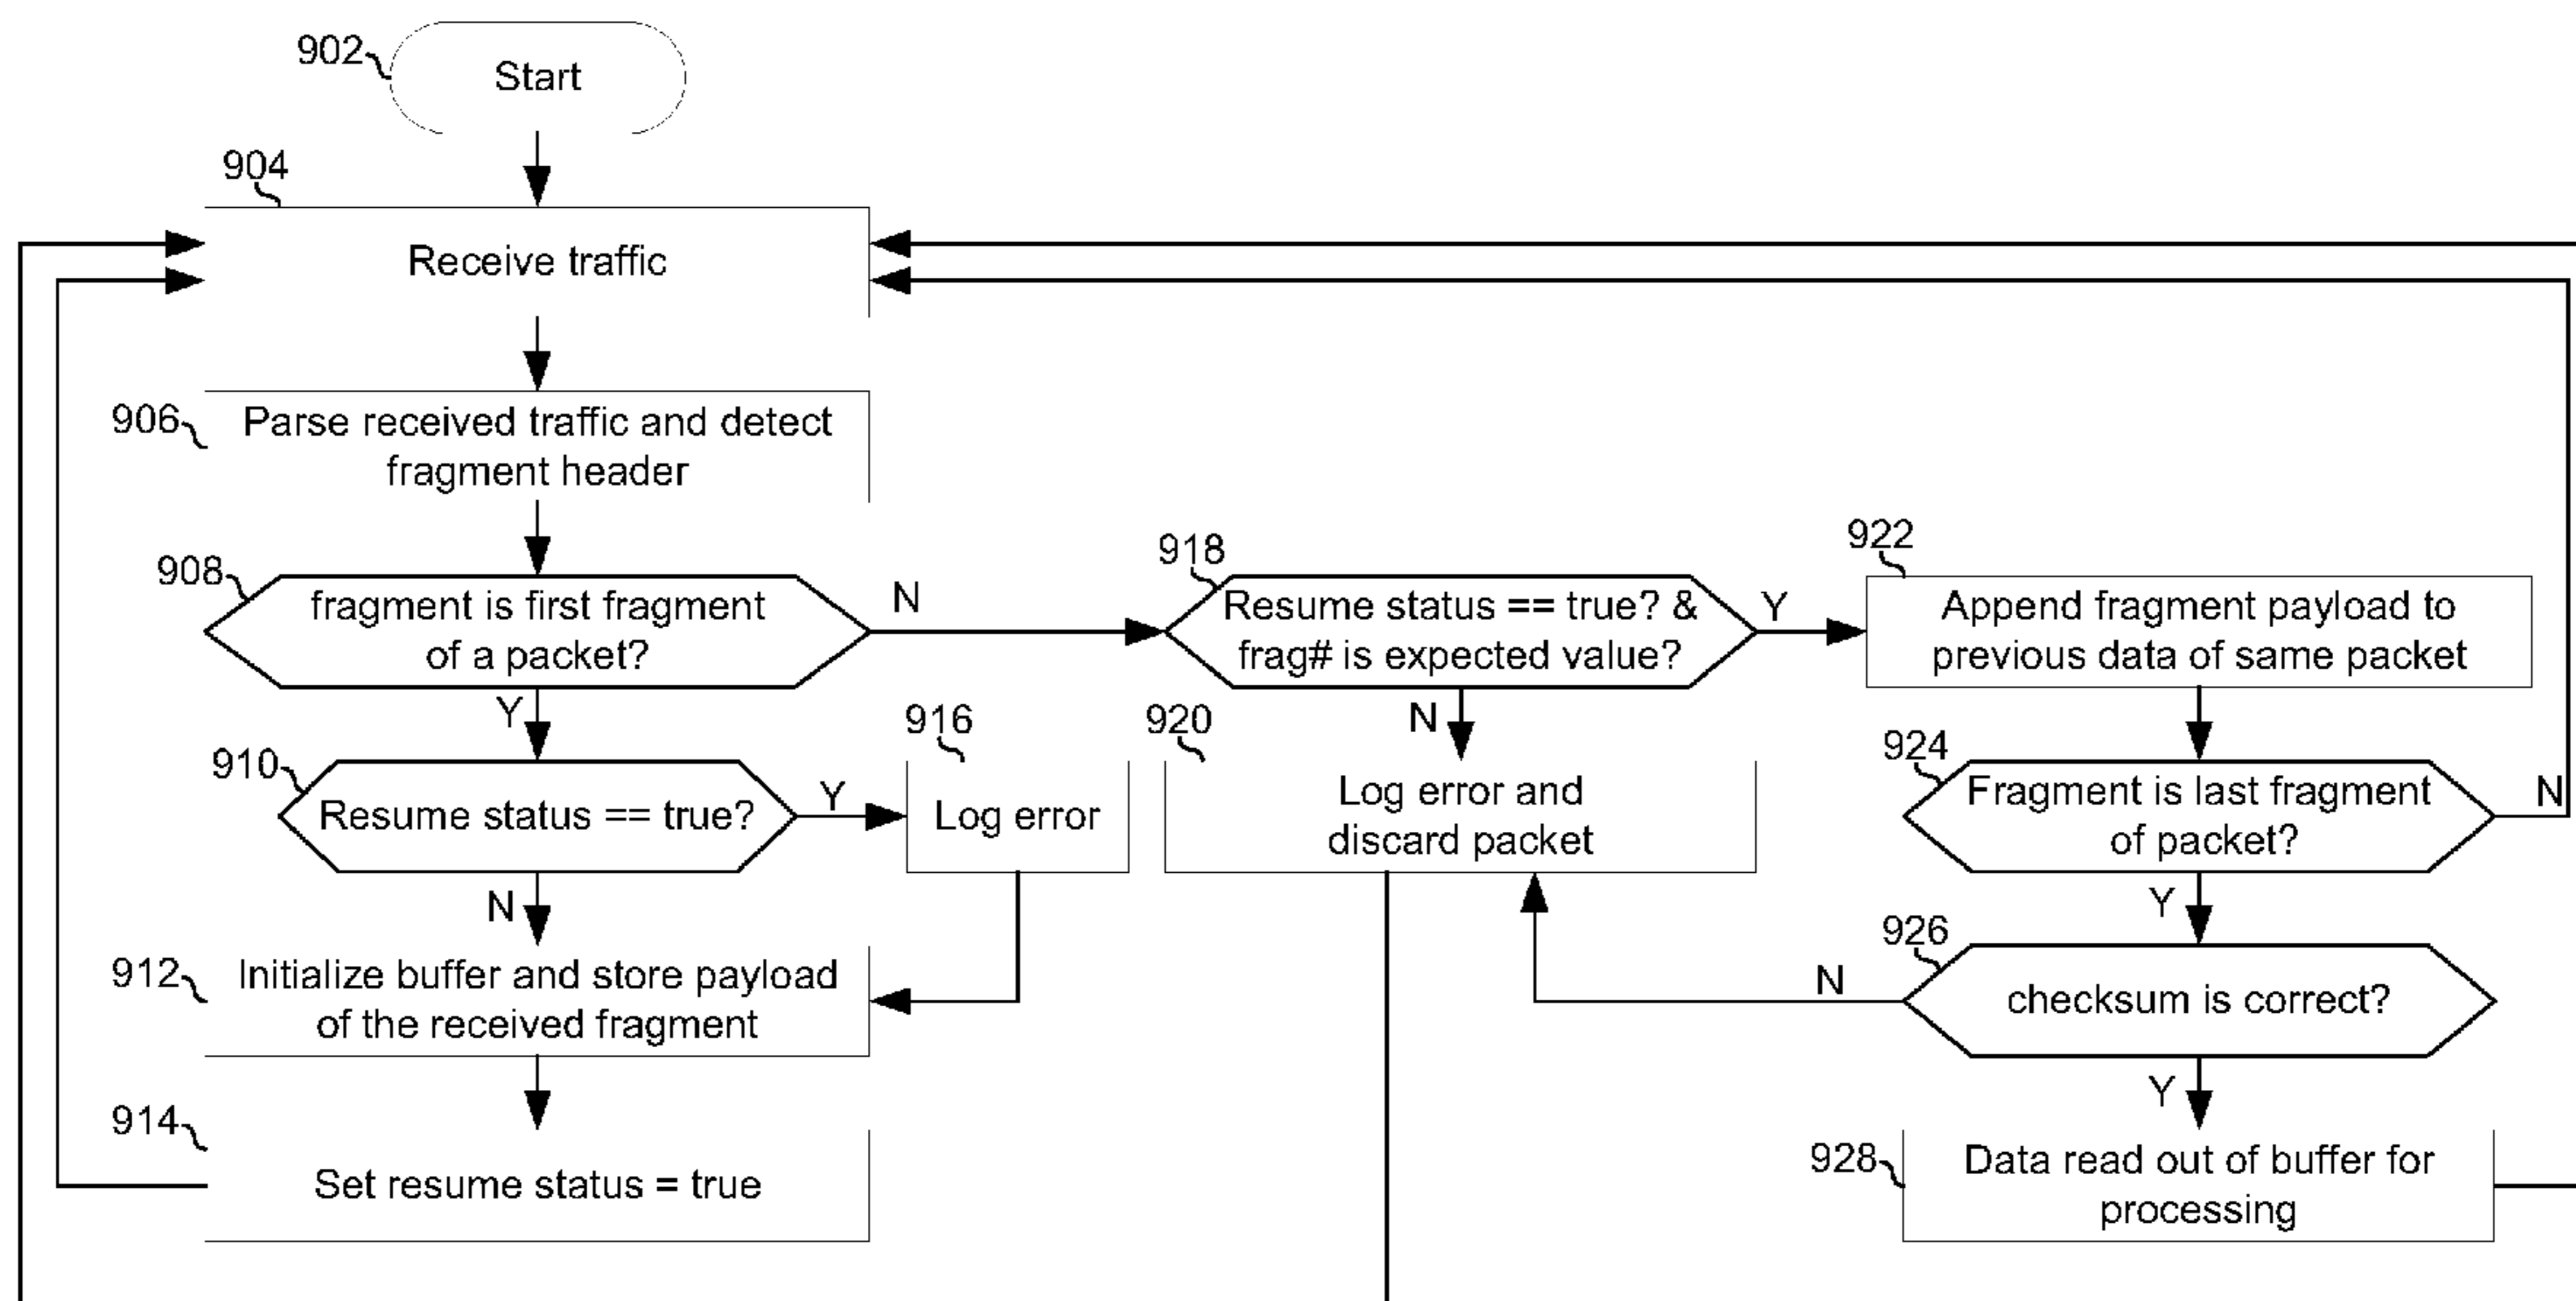 902
Start
904
Receive traffic
906
Parse received traffic and detect
fragment header
908
fragment is first fragment
of a packet?
N
Y
910
Resume status == true?
Y
N
916
Log error
912
Initialize buffer and store payload
of the received fragment
914
Set resume status = true
918
Resume status == true? &
frag# is expected value?
Y
N
920
Log error and
discard packet
922
Append fragment payload to
previous data of same packet
924
Fragment is last fragment
of packet?
N
Y
926
checksum is correct?
N
Y
928
Data read out of buffer for
processing